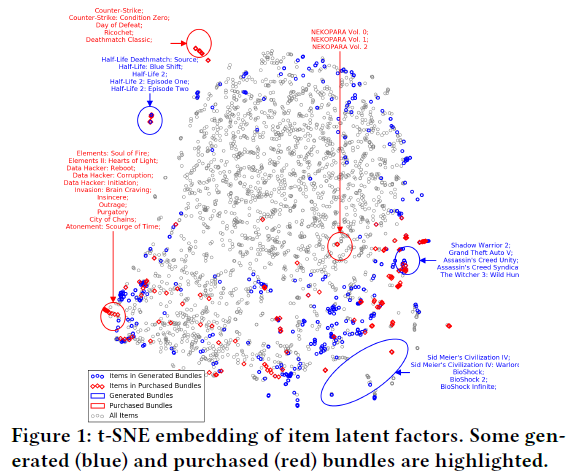 Counter-Strike;
Counter-Strike: Condition Zero;
Day of Defeat;
Ricochet;
Deathmatch Classic;
NEKOPARA Vol. 0;
NEKOPARA Vol. 1;
NEKOPARA Vol. 2
Half-Life Deathmatch: Source;
Half-Life: Blue Shift;
Half-Life 2;
Half-Life 2: Episode One;
Half-Life 2: Episode Two
Elements: Soul of Fire;
Elements II: Hearts of Light;
Data Hacker: Reboot;
Data Hacker: Corruption;
Data Hacker: Initiation;
Invasion: Brain Craving;
Insincere;
Outrage;
Purgatory
City of Chains;
Atonement: Scourge of Time;
Shadow Warrior 2;
Grand Theft Auto V;
Assassin's Creed Unity;
Assassin's Creed Syndica
The Witcher 3: Wild Hun
Sid Meier's Civilization IV;
Sid Meier's Civilization IV: Warlord
BioShock;
BioShock 2;
BioShock Infinite;
Items in Generated Bundles
Items in Purchased Bundles
Generated Bundles
Purchased Bundles
All Items
Figure 1: t-SNE embedding of item latent factors. Some gen-
erated (blue) and purchased (red) bundles are highlighted.